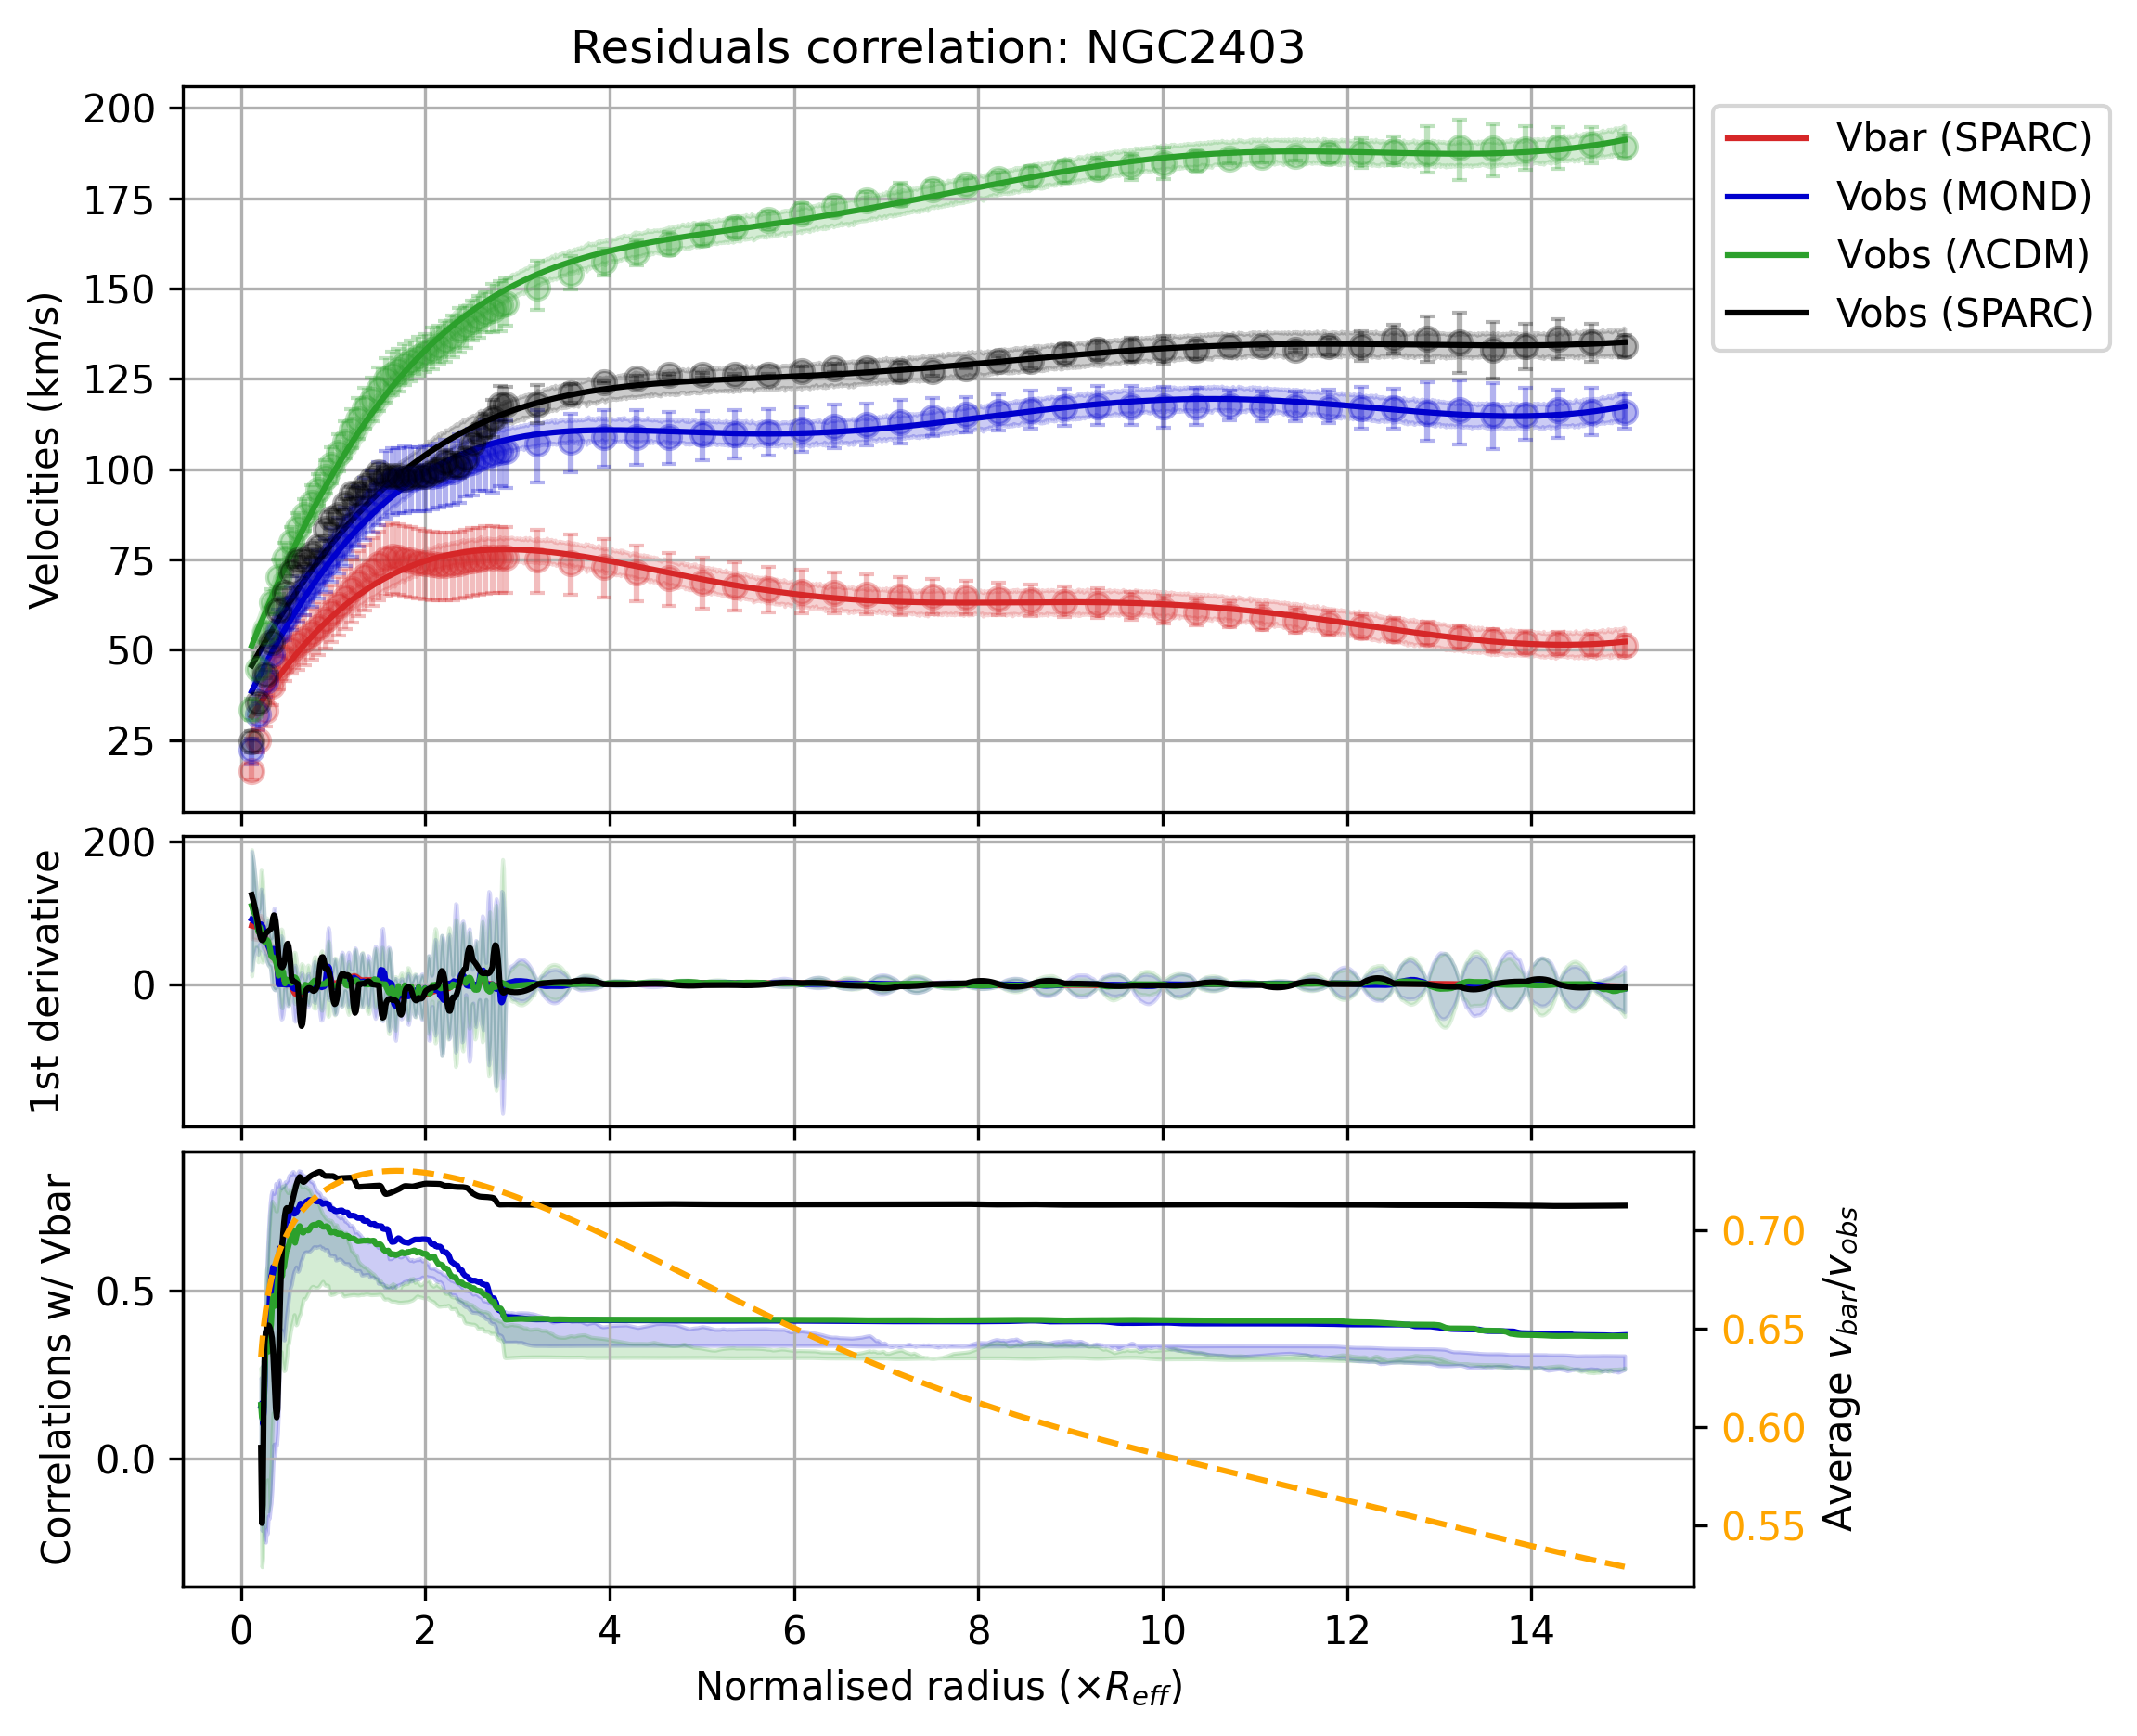 Residuals correlation: NGC2403
200
175
150
125
100
75
50
25
Velocities (km/s)
Vbar (SPARC)
Vobs (MOND)
Vobs (ΛCDM)
Vobs (SPARC)
200
0
1st derivative
0.5
0.0
Correlations w/ Vbar
0.70
0.65
0.60
0.55
Average v_bar/v_obs
0 2 4 6 8 10 12 14
Normalised radius (×R_eff)